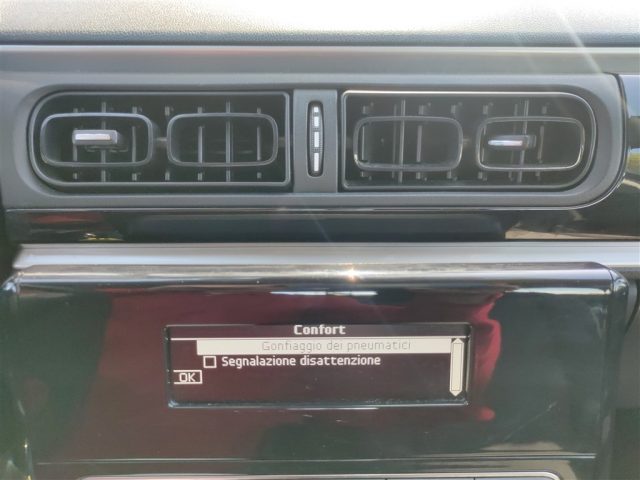 Confort
Gonfiaggio dei pneumatici
Segnalazione disattenzione
OK